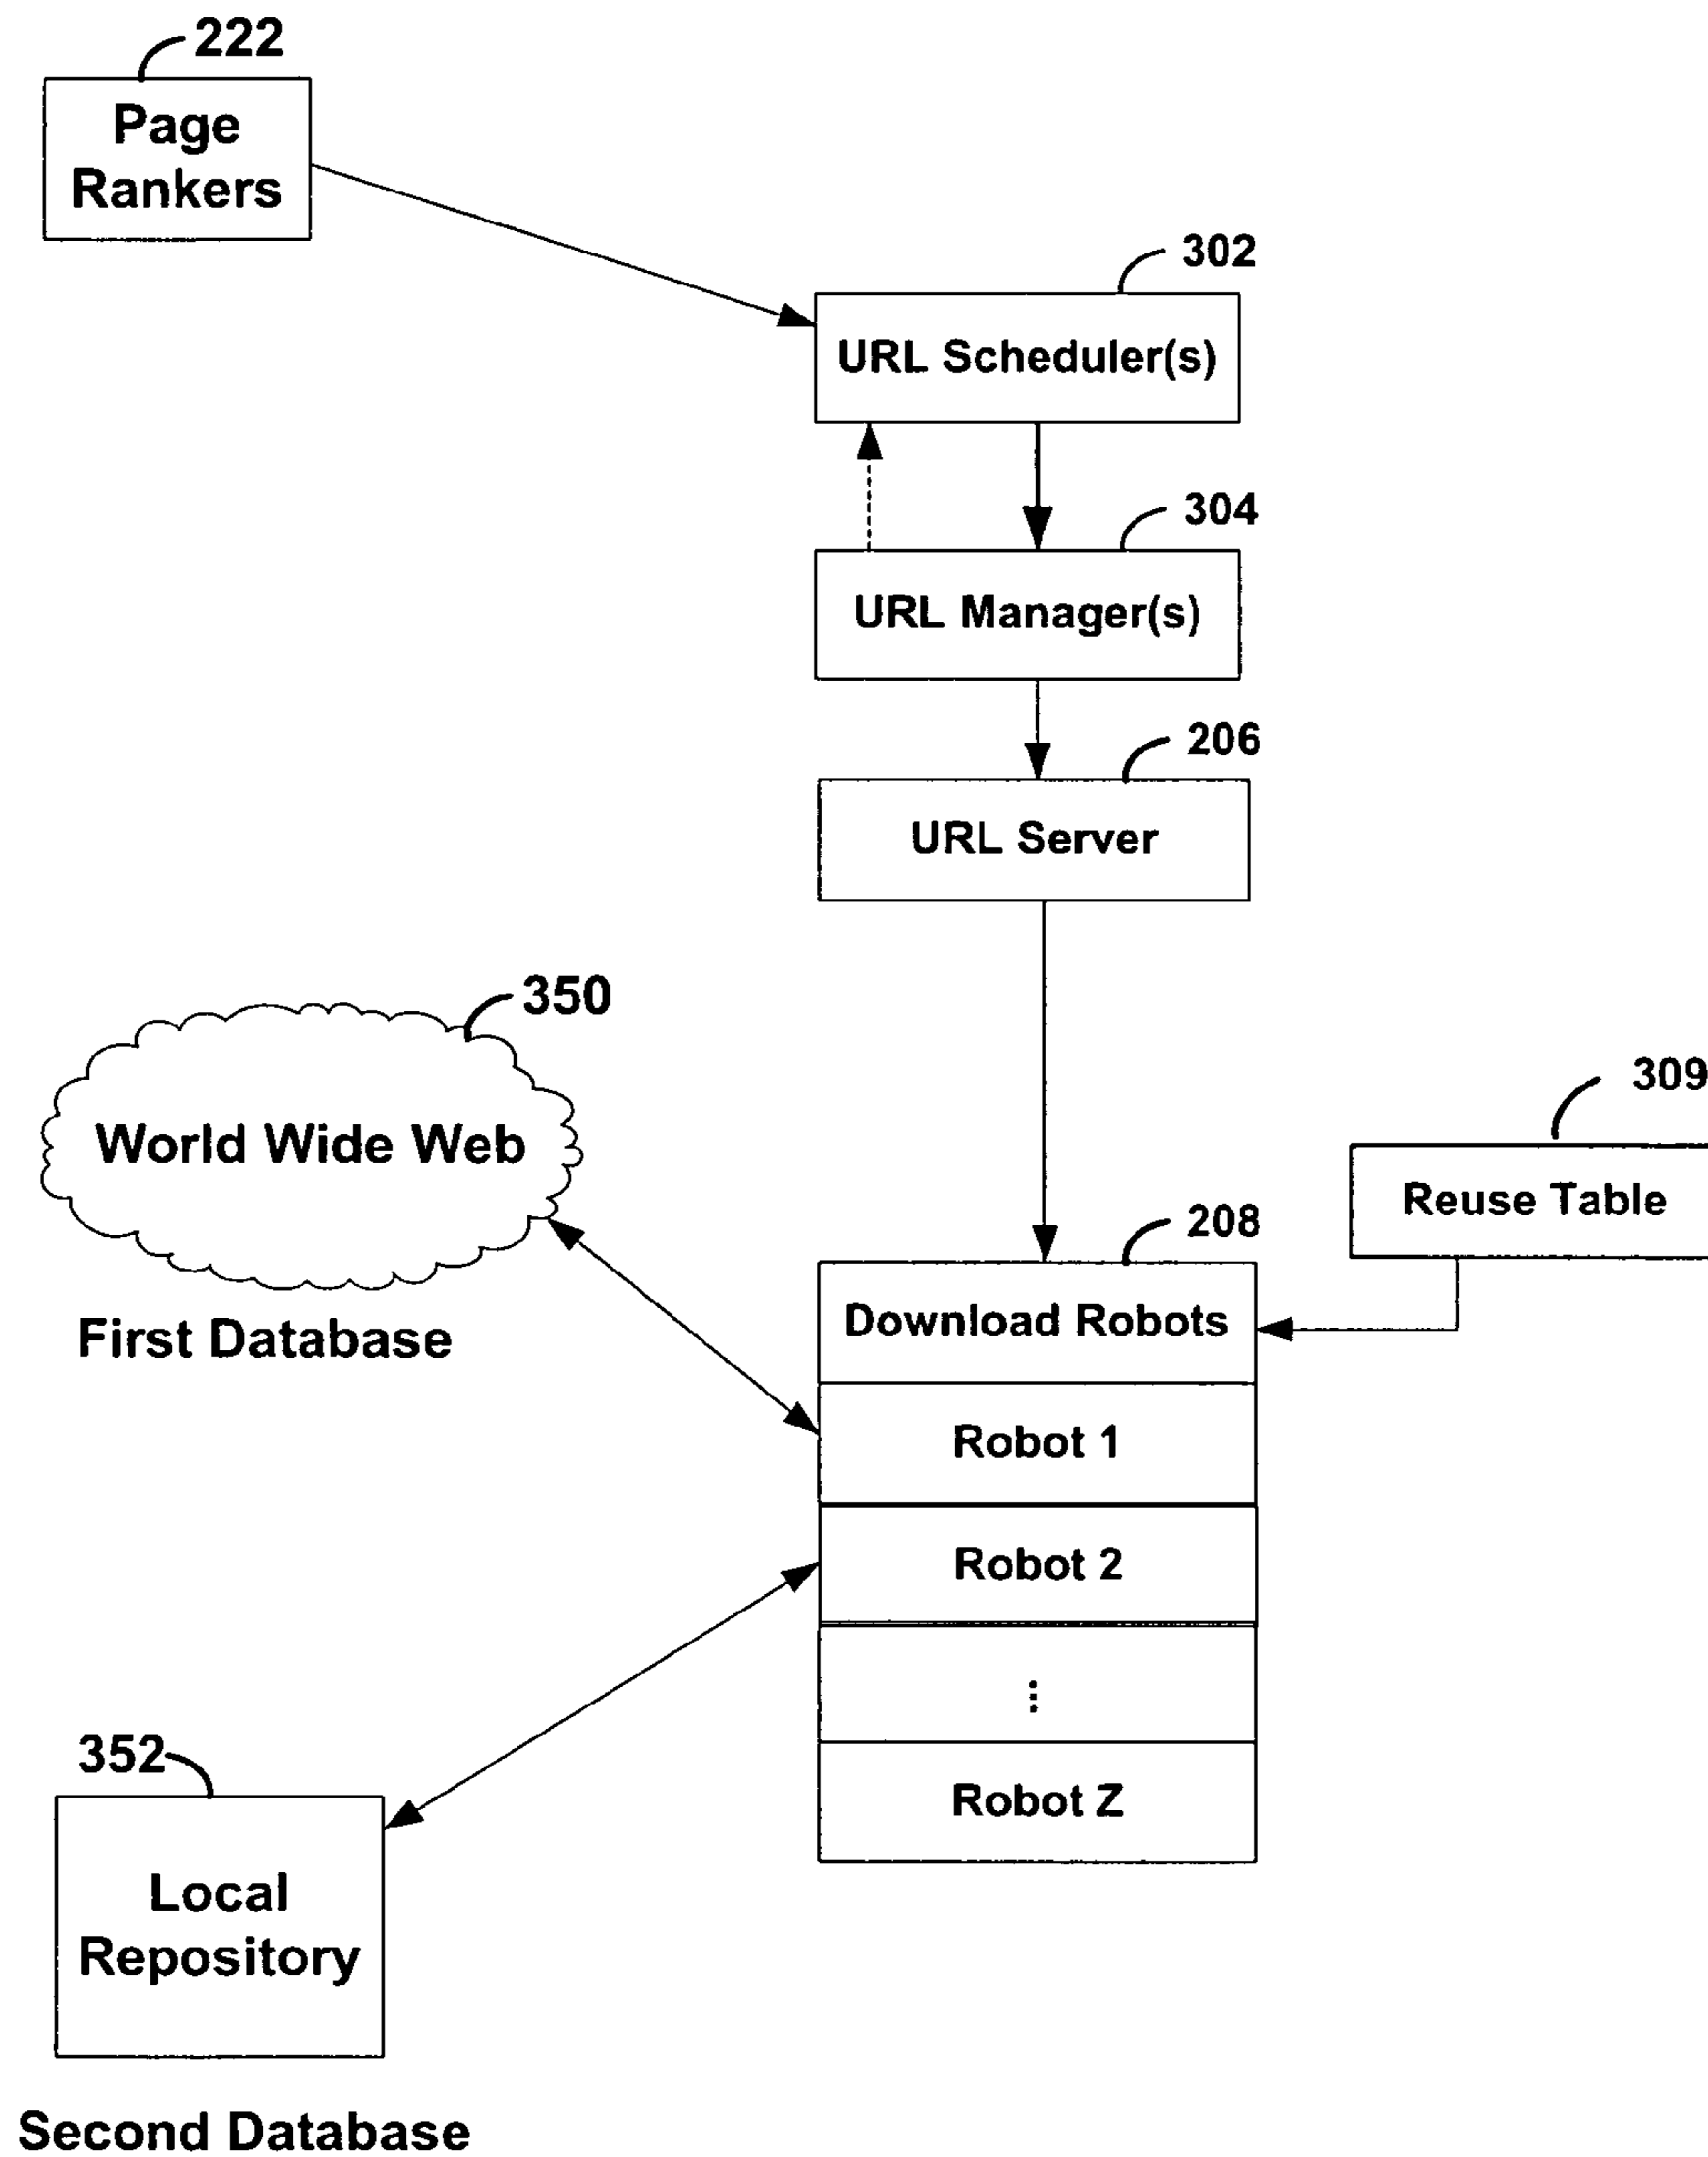 222
Page
Rankers
302
URL Scheduler(s)
304
URL Manager(s)
206
URL Server
350
World Wide Web
First Database
309
Reuse Table
208
Download Robots
Robot 1
Robot 2
⋮
Robot Z
352
Local
Repository
Second Database